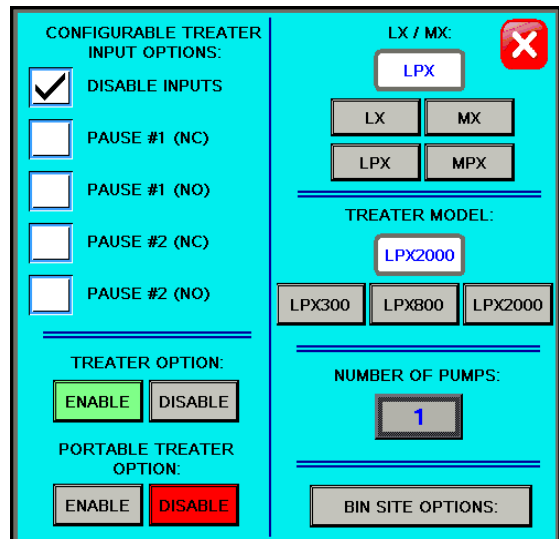 CONFIGURABLE TREATER
INPUT OPTIONS:
DISABLE INPUTS
PAUSE #1 (NC)
PAUSE #1 (NO)
PAUSE #2 (NC)
PAUSE #2 (NO)
TREATER OPTION:
ENABLE DISABLE
PORTABLE TREATER
OPTION:
ENABLE DISABLE
LX / MX:
LPX
LX MX
LPX MPX
TREATER MODEL:
LPX2000
LPX300 LPX800 LPX2000
NUMBER OF PUMPS:
1
BIN SITE OPTIONS: